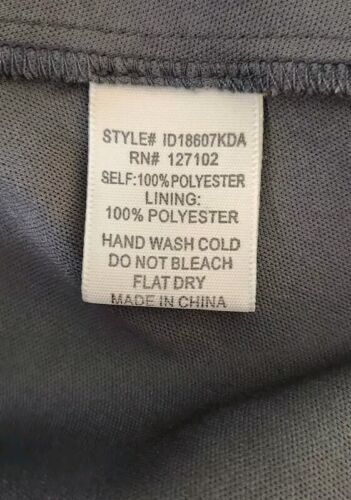 STYLE# ID18607KDA
RN# 127102
SELF:100%POLYESTER
LINING:
100% POLYESTER
HAND WASH COLD
DO NOT BLEACH
FLAT DRY
MADE IN CHINA